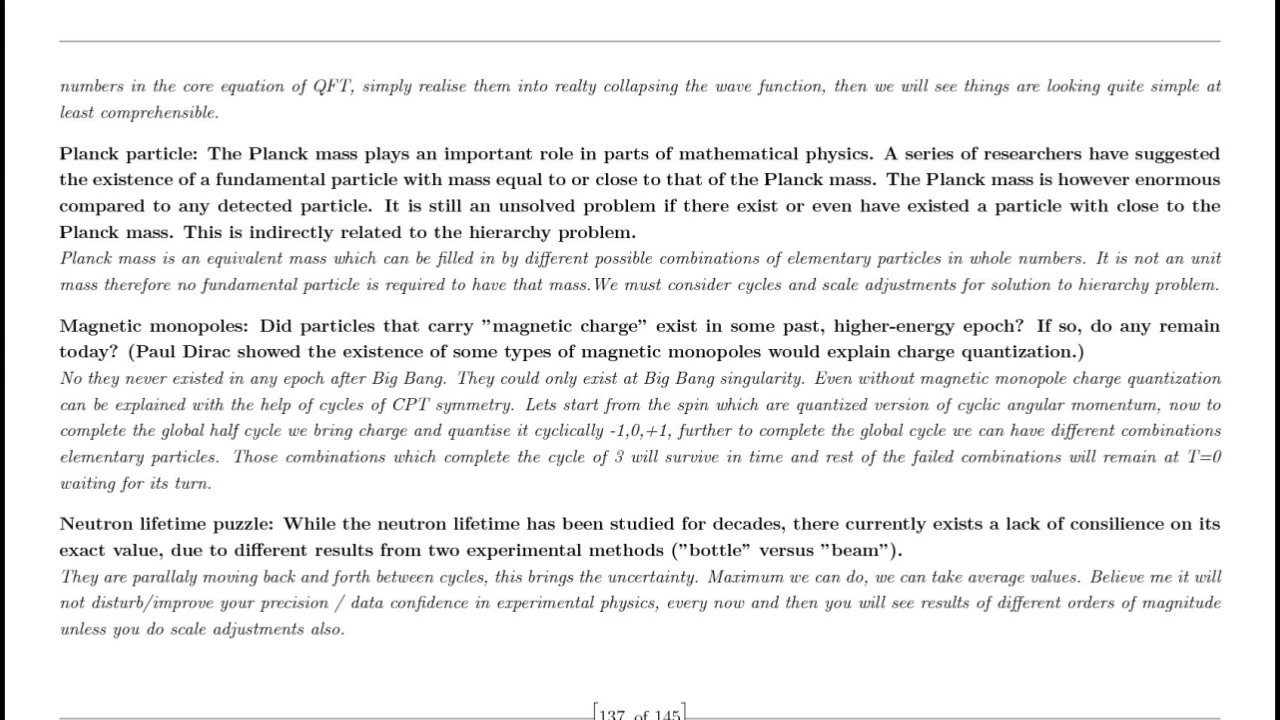 numbers in the core equation of QFT, simply realise them into realty collapsing the wave function, then we will see things are looking quite simple at
least comprehensible.
Planck particle: The Planck mass plays an important role in parts of mathematical physics. A series of researchers have suggested
the existence of a fundamental particle with mass equal to or close to that of the Planck mass. The Planck mass is however enormous
compared to any detected particle. It is still an unsolved problem if there exist or even have existed a particle with close to the
Planck mass. This is indirectly related to the hierarchy problem.
Planck mass is an equivalent mass which can be filled in by different possible combinations of elementary particles in whole numbers. It is not an unit
mass therefore no fundamental particle is required to have that mass. We must consider cycles and scale adjustments for solution to hierarchy problem.
Magnetic monopoles: Did particles that carry "magnetic charge" exist in some past, higher-energy epoch? If so, do any remain
today? (Paul Dirac showed the existence of some types of magnetic monopoles would explain charge quantization.)
No they never existed in any epoch after Big Bang. They could only exist at Big Bang singularity. Even without magnetic monopole charge quantization
can be explained with the help of cycles of CPT symmetry. Lets start from the spin which are quantized version of cyclic angular momentum, now to
complete the global half cycle we bring charge and quantise it cyclically -1,0,+1, further to complete the global cycle we can have different combinations
elementary particles. Those combinations which complete the cycle of 3 will survive in time and rest of the failed combinations will remain at T=0
waiting for its turn.
Neutron lifetime puzzle: While the neutron lifetime has been studied for decades, there currently exists a lack of consilience on its
exact value, due to different results from two experimental methods ("bottle" versus "beam").
They are parallaly moving back and forth between cycles, this brings the uncertainty. Maximum we can do, we can take average values. Believe me it will
not disturb/improve your precision / data confidence in experimental physics, every now and then you will see results of different orders of magnitude
unless you do scale adjustments also.
[137 of 145]